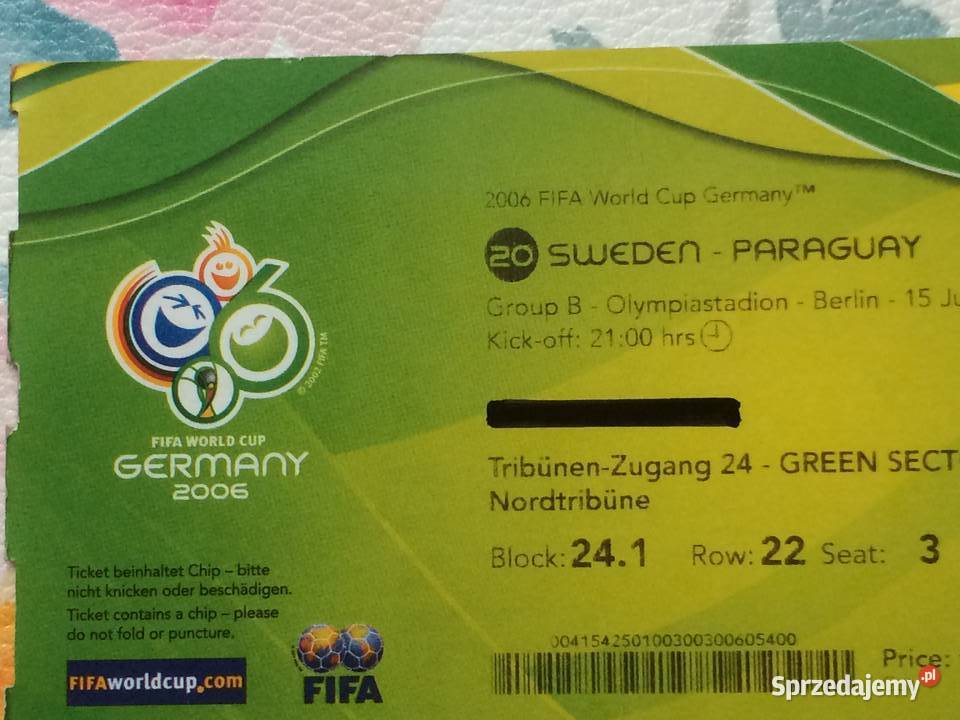 2006 FIFA World Cup Germany™
20 SWEDEN - PARAGUAY
Group B - Olympiastadion - Berlin - 15 Ju
Kick-off: 21:00 hrs
© 2002 FIFA TM
FIFA WORLD CUP
GERMANY
2006
Tribünen-Zugang 24 - GREEN SECT
Nordtribüne
Block: 24.1 Row: 22 Seat: 3
Ticket beinhaltet Chip – bitte
nicht knicken oder beschädigen.
Ticket contains a chip – please
do not fold or puncture.
FIFAworldcup.com
FIFA
004154250100300300605400
Price:
Sprzedajemy.pl